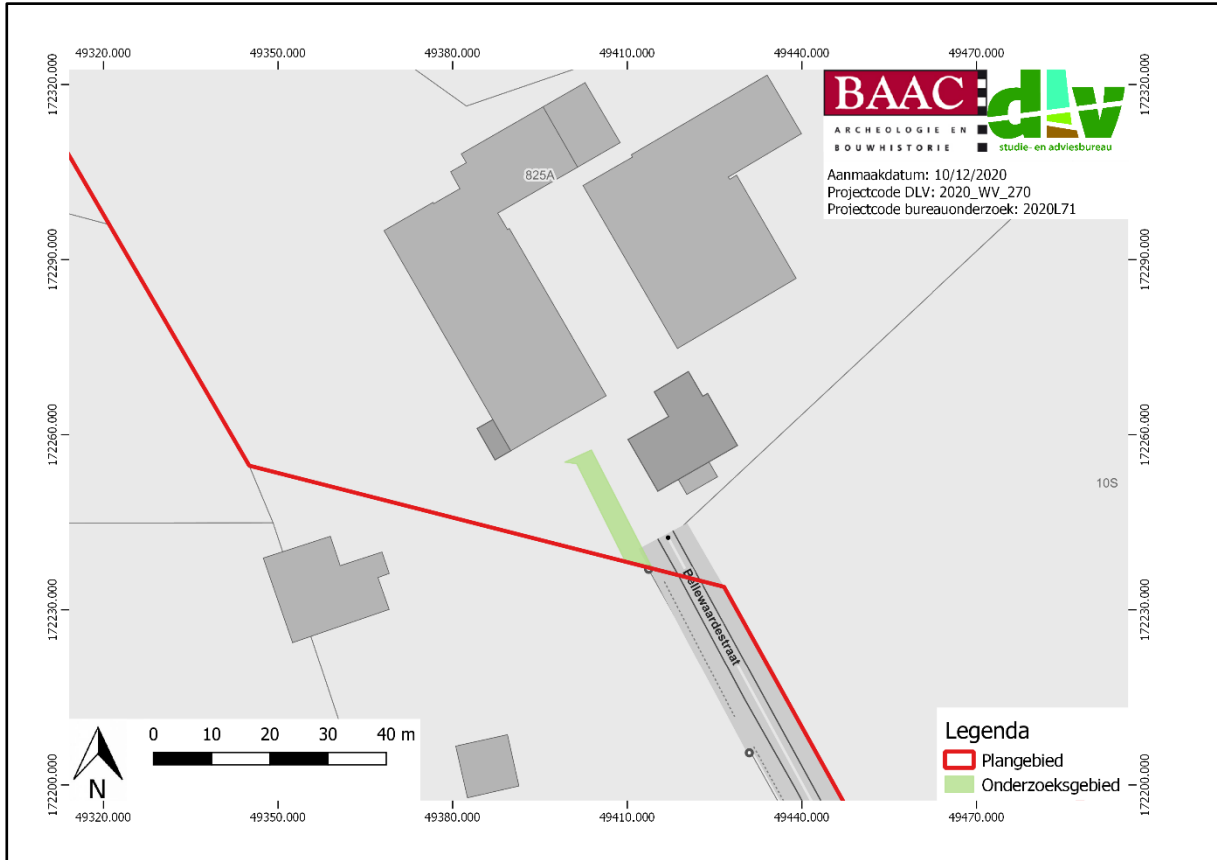 49320.000 49350.000 49380.000 49410.000 49440.000 49470.000
172320.000
172320.000
BAAC
ARCHEOLOGIE EN
BOUWHISTORIE
dlv
studie- en adviesbureau
Aanmaakdatum: 10/12/2020
Projectcode DLV: 2020_WV_270
Projectcode bureauonderzoek: 2020L71
825A
172290.000
172290.000
172260.000
172260.000
10S
Bellewaardestraat
172230.000
172230.000
0 10 20 30 40 m
N
Legenda
Plangebied
Onderzoeksgebied
172200.000
172200.000
49320.000 49350.000 49380.000 49410.000 49440.000 49470.000